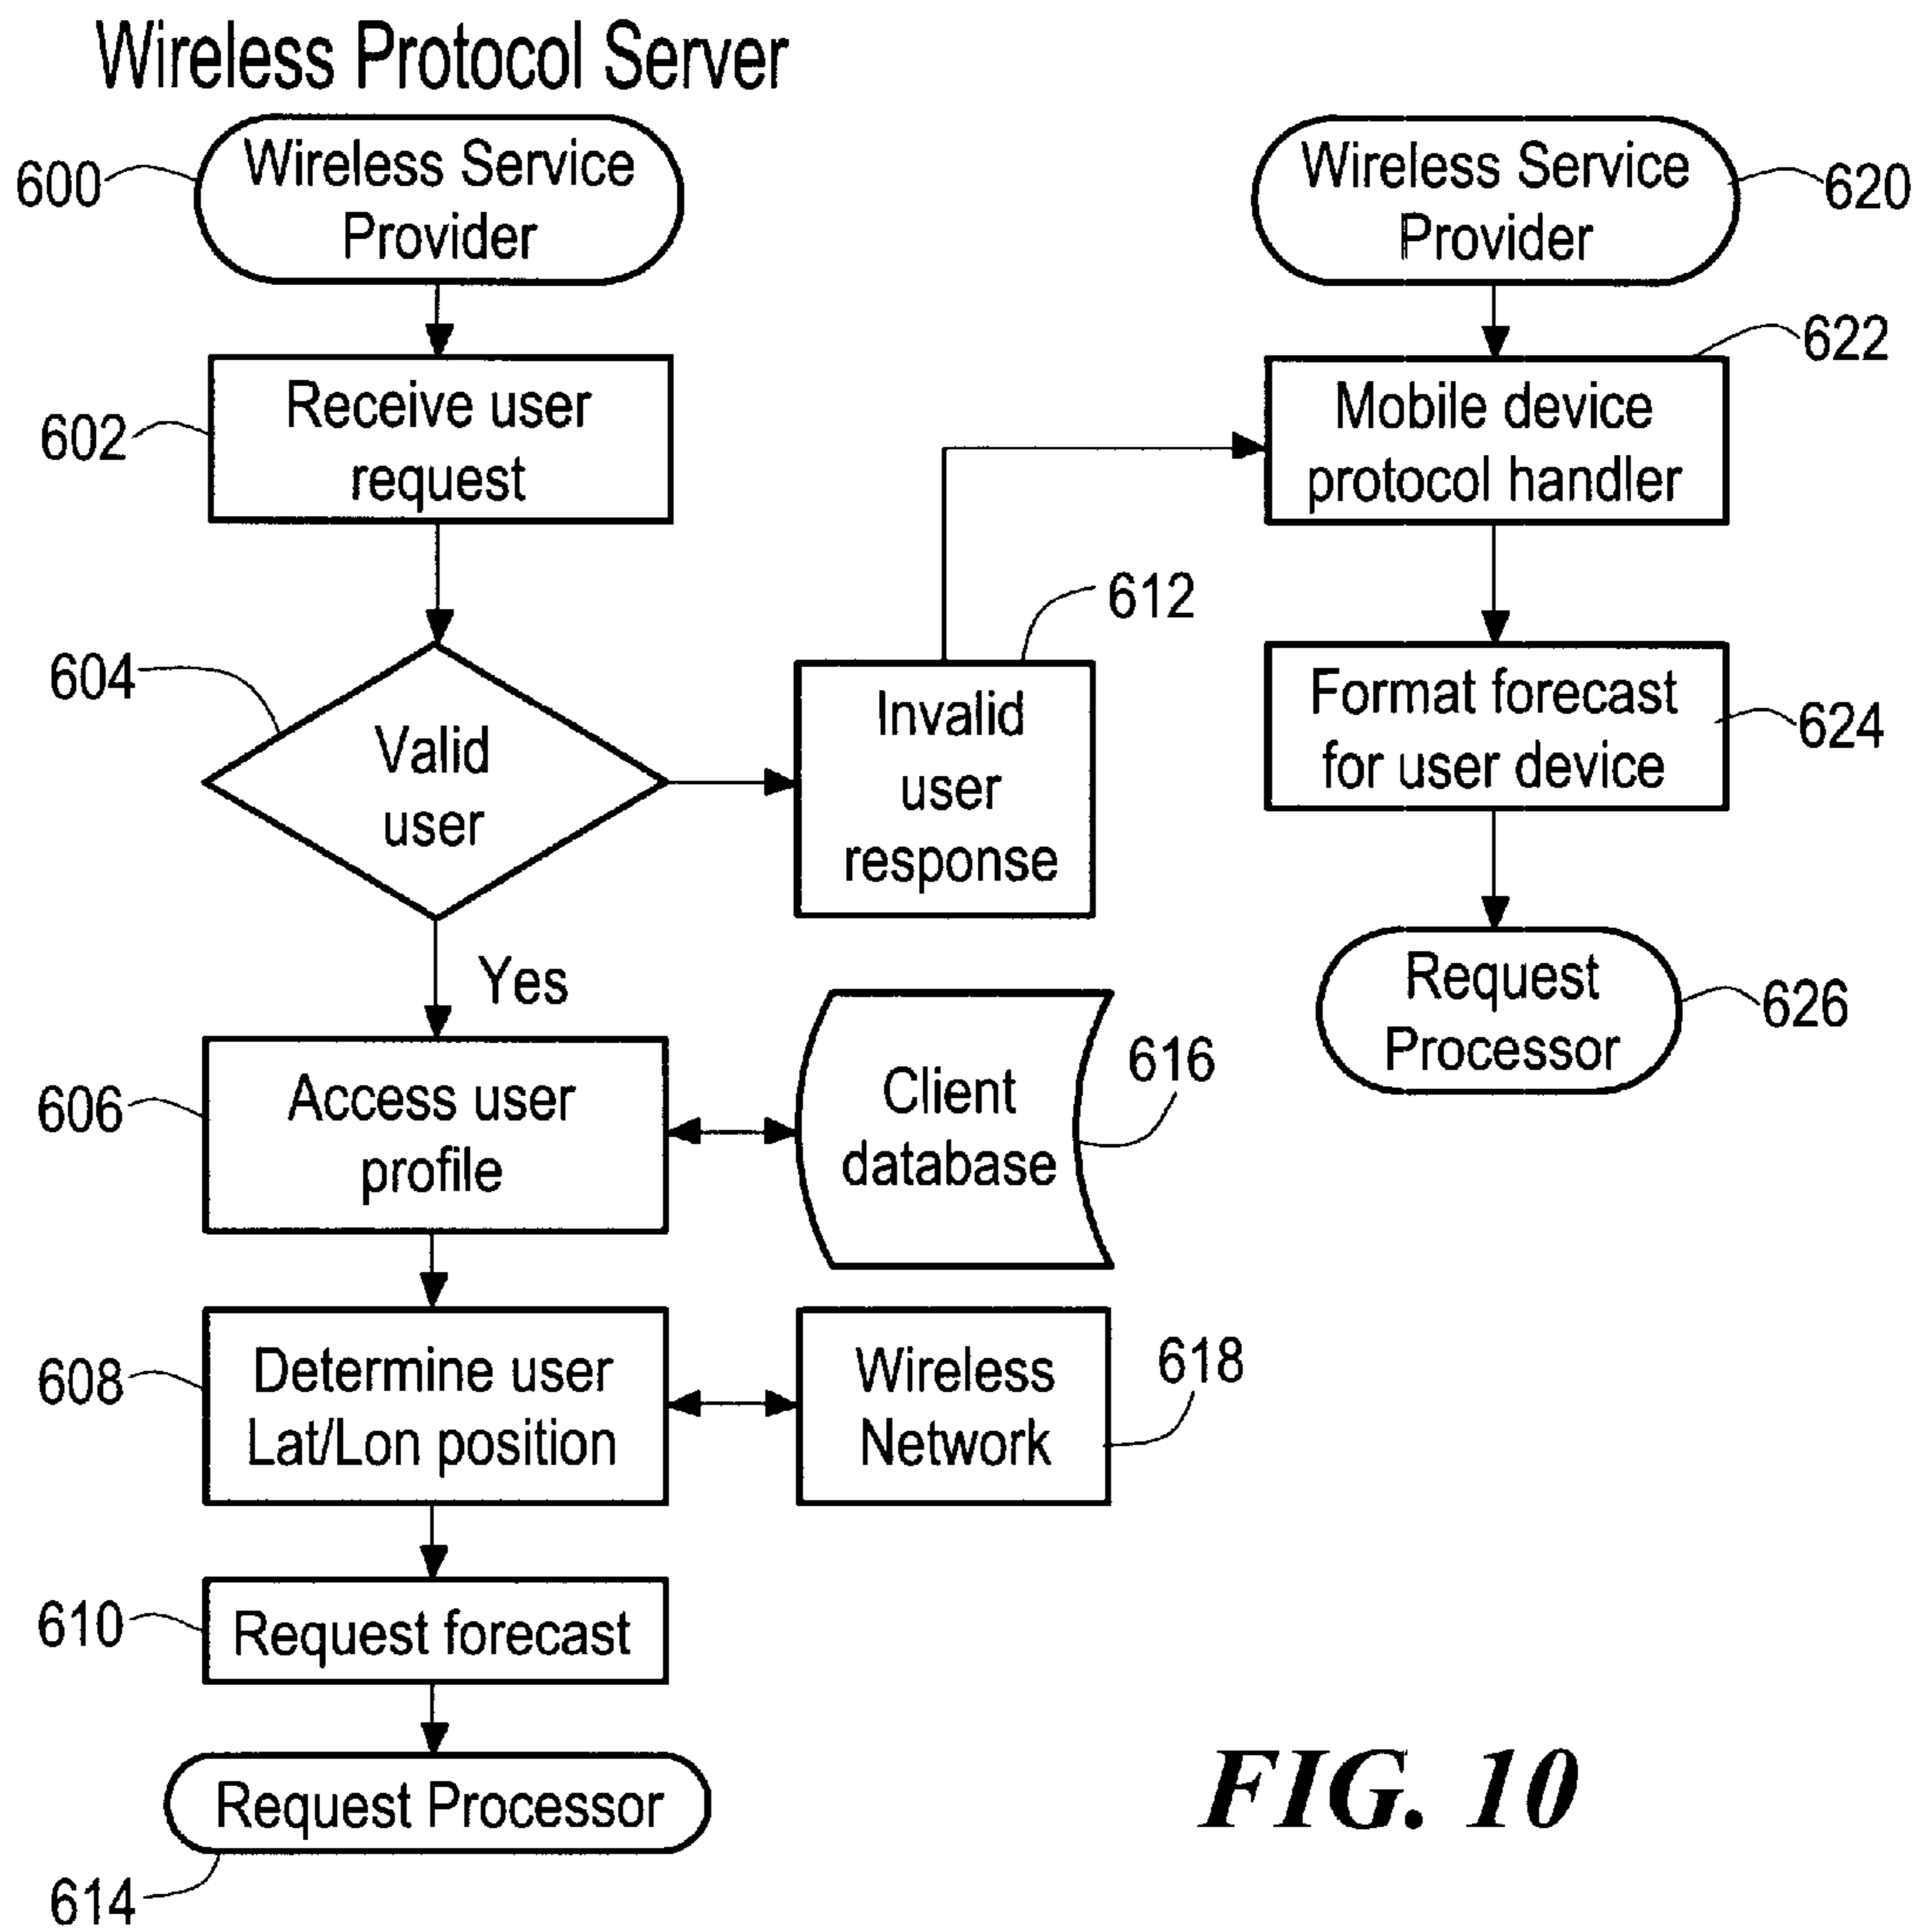 Wireless Protocol Server
600
Wireless Service
Provider
602
Receive user
request
604
Valid
user
Yes
612
Invalid
user
response
606
Access user
profile
616
Client
database
608
Determine user
Lat/Lon position
618
Wireless
Network
610
Request forecast
Request Processor
614
620
Wireless Service
Provider
622
Mobile device
protocol handler
624
Format forecast
for user device
626
Request
Processor
FIG. 10